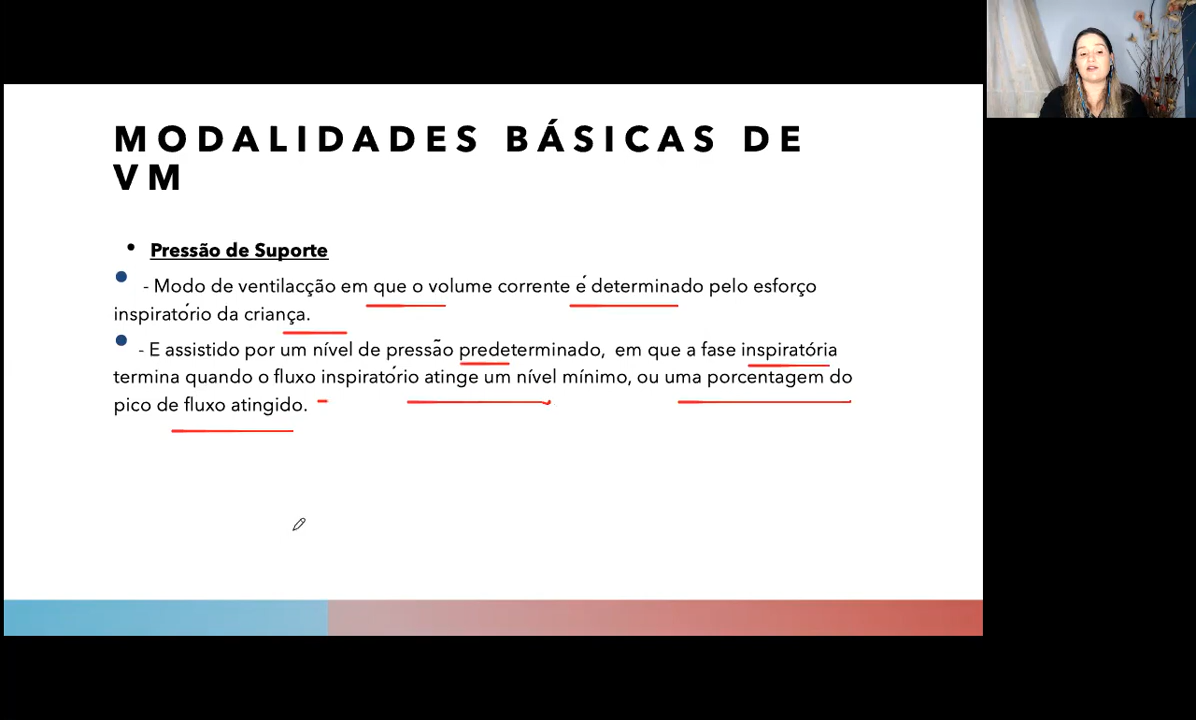 MODALIDADES BÁSICAS DE
VM
• Pressão de Suporte
• - Modo de ventilacção em que o volume corrente é determinado pelo esforço
inspiratório da criança.
• - E assistido por um nível de pressão predeterminado, em que a fase inspiratória
termina quando o fluxo inspiratório atinge um nível mínimo, ou uma porcentagem do
pico de fluxo atingido.